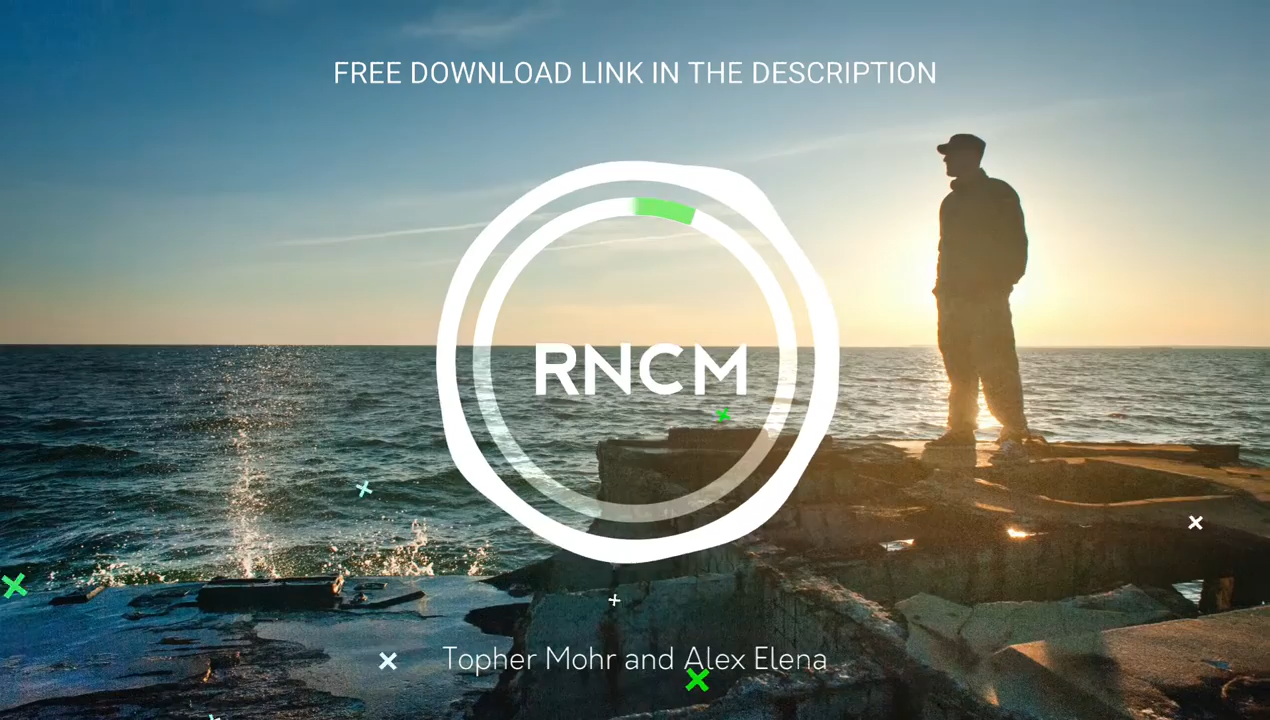 FREE DOWNLOAD LINK IN THE DESCRIPTION
RNCM
Topher Mohr and Alex Elena